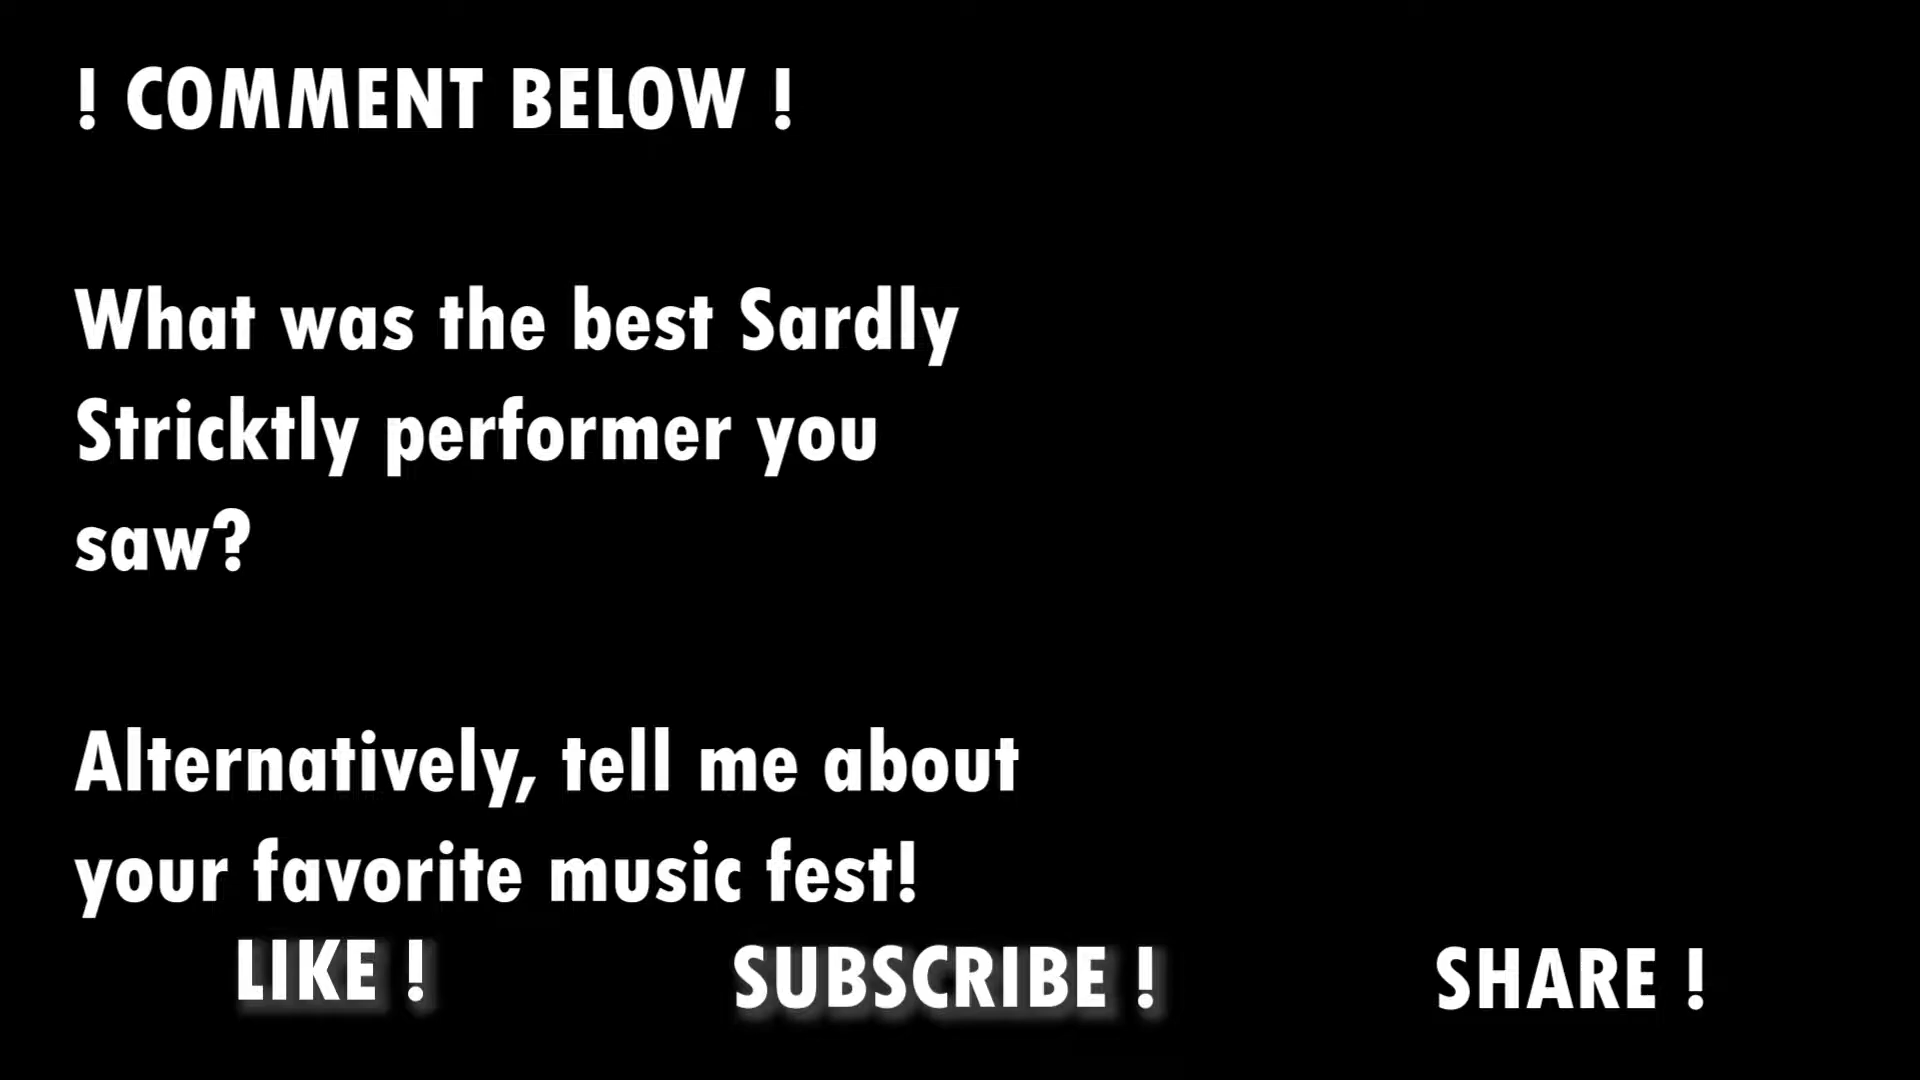 ! COMMENT BELOW !
What was the best Sardly
Stricktly performer you
saw?
Alternatively, tell me about
your favorite music fest!
LIKE !
SUBSCRIBE !
SHARE !